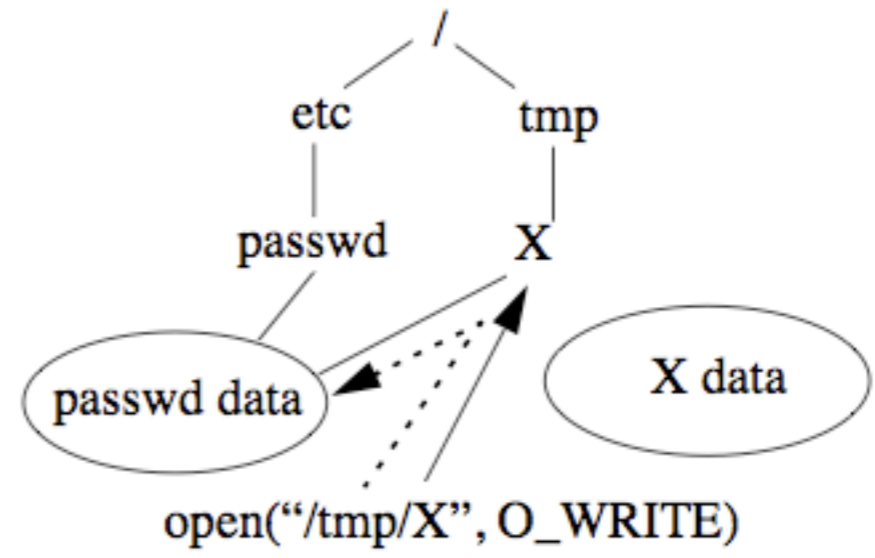 /
etc tmp
passwd X
passwd data X data
open(“/tmp/X”, O_WRITE)